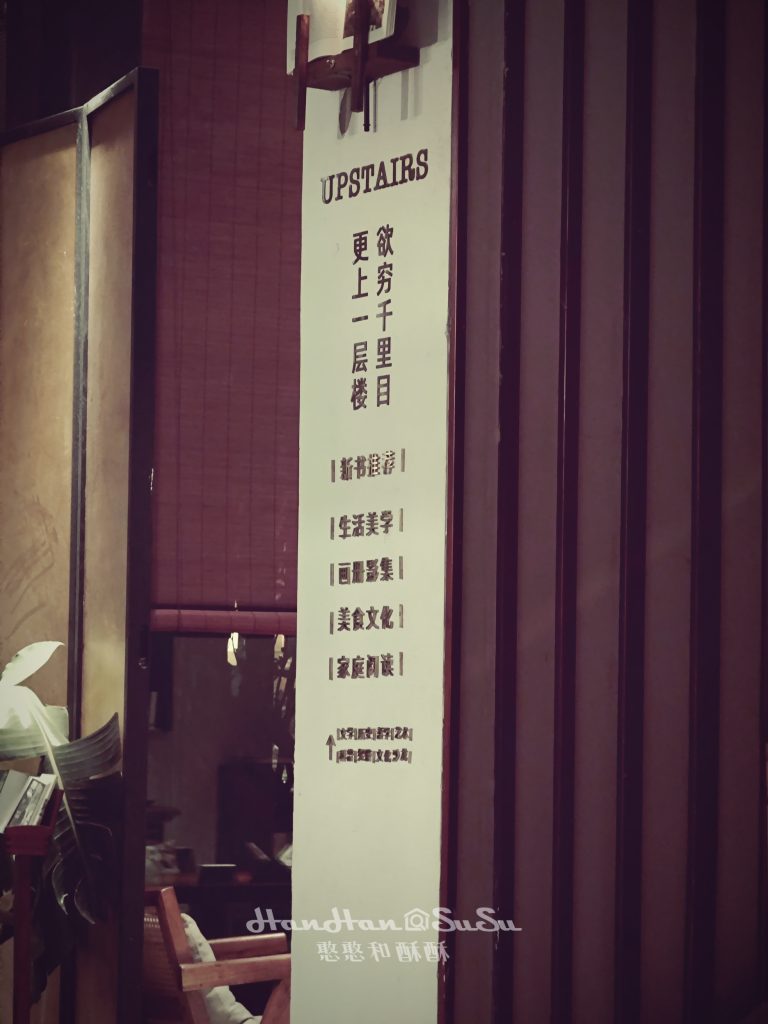 UPSTAIRS
欲穷千里目
更上一层楼
新书推荐
生活美学
画册影集
美食文化
家庭阅读
HanHan@SuSu
憨憨和酥酥